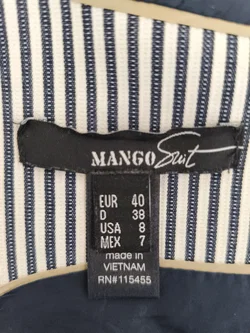 MANGO Suit
EUR 40
D 38
USA 8
MEX 7
made in
VIETNAM
RN#115455